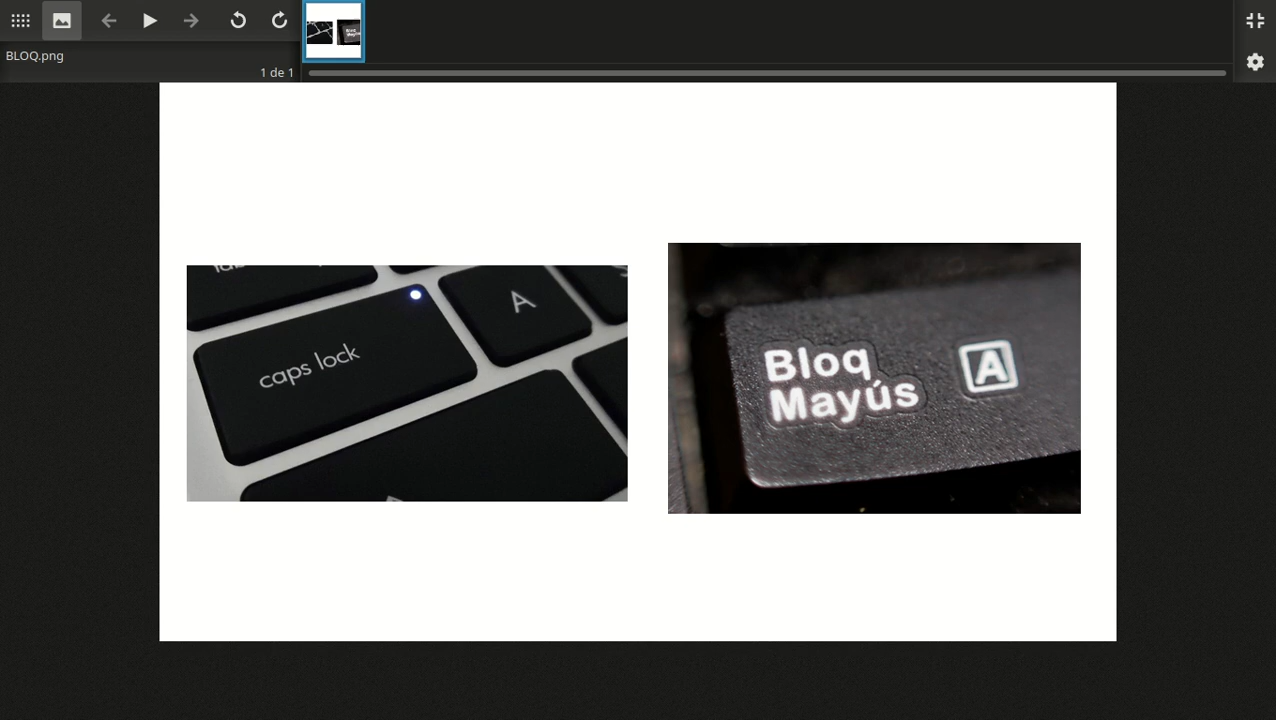 BLOQ.png
1 de 1
caps lock
A
Bloq
Mayús
A